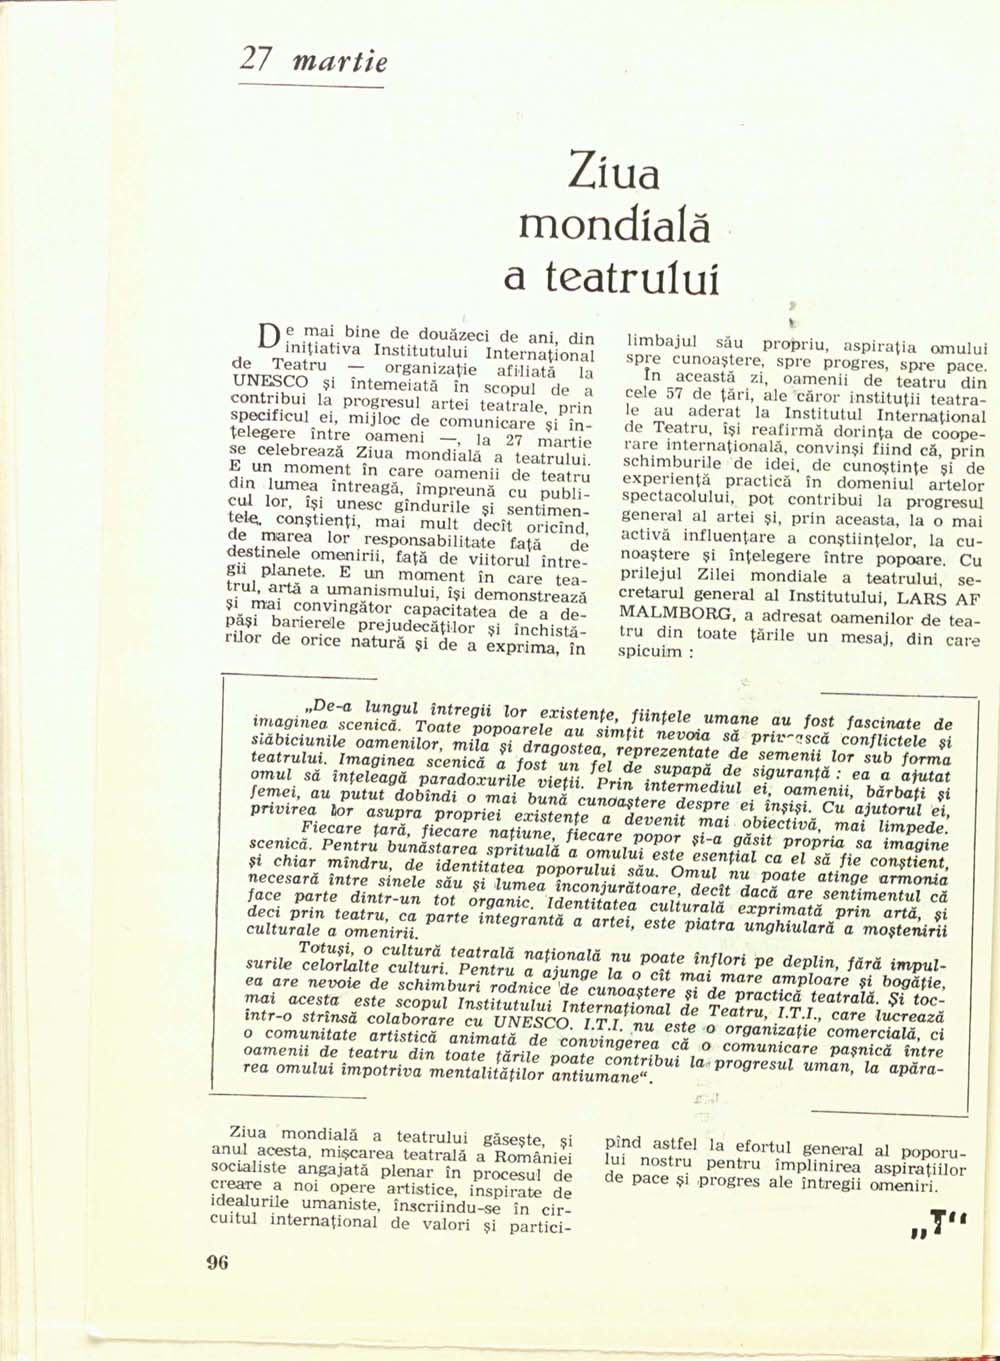 27 martie
Ziua
mondială
a teatrului
De mai bine de douăzeci de ani, din
inițiativa Institutului Internațional
de Teatru — organizație afiliată la
UNESCO și întemeiată în scopul de a
contribui la progresul artei teatrale, prin
specificul ei, mijloc de comunicare și în-
țelegere între oameni —, la 27 martie
se celebrează Ziua mondială a teatrului.
E un moment în care oamenii de teatru
din lumea întreagă, împreună cu publi-
cul lor, își unesc gîndurile și sentimen-
tele, conștienți, mai mult decît oricînd,
de marea lor responsabilitate față de
destinele omenirii, față de viitorul între-
gii planete. E un moment în care tea-
trul, artă a umanismului, își demonstrează
și mai convingător capacitatea de a de-
păși barierele prejudecăților și închistă-
rilor de orice natură și de a exprima, în
limbajul său propriu, aspirația omului
spre cunoaștere, spre progres, spre pace.
În această zi, oamenii de teatru din
cele 57 de țări, ale căror instituții teatra-
le au aderat la Institutul Internațional
de Teatru, își reafirmă dorința de coope-
rare internațională, convinși fiind că, prin
schimburile de idei, de cunoștințe și de
experiență practică în domeniul artelor
spectacolului, pot contribui la progresul
general al artei și, prin aceasta, la o mai
activă influențare a conștiințelor, la cu-
noaștere și înțelegere între popoare. Cu
prilejul Zilei mondiale a teatrului, se-
cretarul general al Institutului, LARS AF
MALMBORG, a adresat oamenilor de tea-
tru din toate țările un mesaj, din care
spicuim :
„De-a lungul întregii lor existențe, ființele umane au fost fascinate de
imaginea scenică. Toate popoarele au simțit nevoia să privească conflictele și
slăbiciunile oamenilor, mila și dragostea, reprezentate de semenii lor sub forma
teatrului. Imaginea scenică a fost un fel de supapă de siguranță : ea a ajutat
omul să înțeleagă paradoxurile vieții. Prin intermediul ei, oamenii, bărbați și
femei, au putut dobîndi o mai bună cunoaștere despre ei înșiși. Cu ajutorul ei,
privirea lor asupra propriei existențe a devenit mai obiectivă, mai limpede.
Fiecare țară, fiecare națiune, fiecare popor și-a găsit propria sa imagine
scenică. Pentru bunăstarea sprituală a omului este esențial ca el să fie conștient,
și chiar mîndru, de identitatea poporului său. Omul nu poate atinge armonia
necesară între sinele său și lumea înconjurătoare, decît dacă are sentimentul că
face parte dintr-un tot organic. Identitatea culturală exprimată prin artă, și
deci prin teatru, ca parte integrantă a artei, este piatra unghiulară a moștenirii
culturale a omenirii.
Totuși, o cultură teatrală națională nu poate înflori pe deplin, fără impul-
surile celorlalte culturi. Pentru a ajunge la o cît mai mare amploare și bogăție,
ea are nevoie de schimburi rodnice de cunoaștere și de practică teatrală. Și toc-
mai acesta este scopul Institutului Internațional de Teatru, I.T.I., care lucrează
într-o strînsă colaborare cu UNESCO. I.T.I. nu este o organizație comercială, ci
o comunitate artistică animată de convingerea că o comunicare pașnică între
oamenii de teatru din toate țările poate contribui la progresul uman, la apăra-
rea omului împotriva mentalităților antiumane“.
Ziua mondială a teatrului găsește, și
anul acesta, mișcarea teatrală a României
socialiste angajată plenar în procesul de
creare a noi opere artistice, inspirate de
idealurile umaniste, înscriindu-se în cir-
cuitul internațional de valori și partici-
pînd astfel la efortul general al poporu-
lui nostru pentru împlinirea aspirațiilor
de pace și progres ale întregii omeniri.
„T“
96